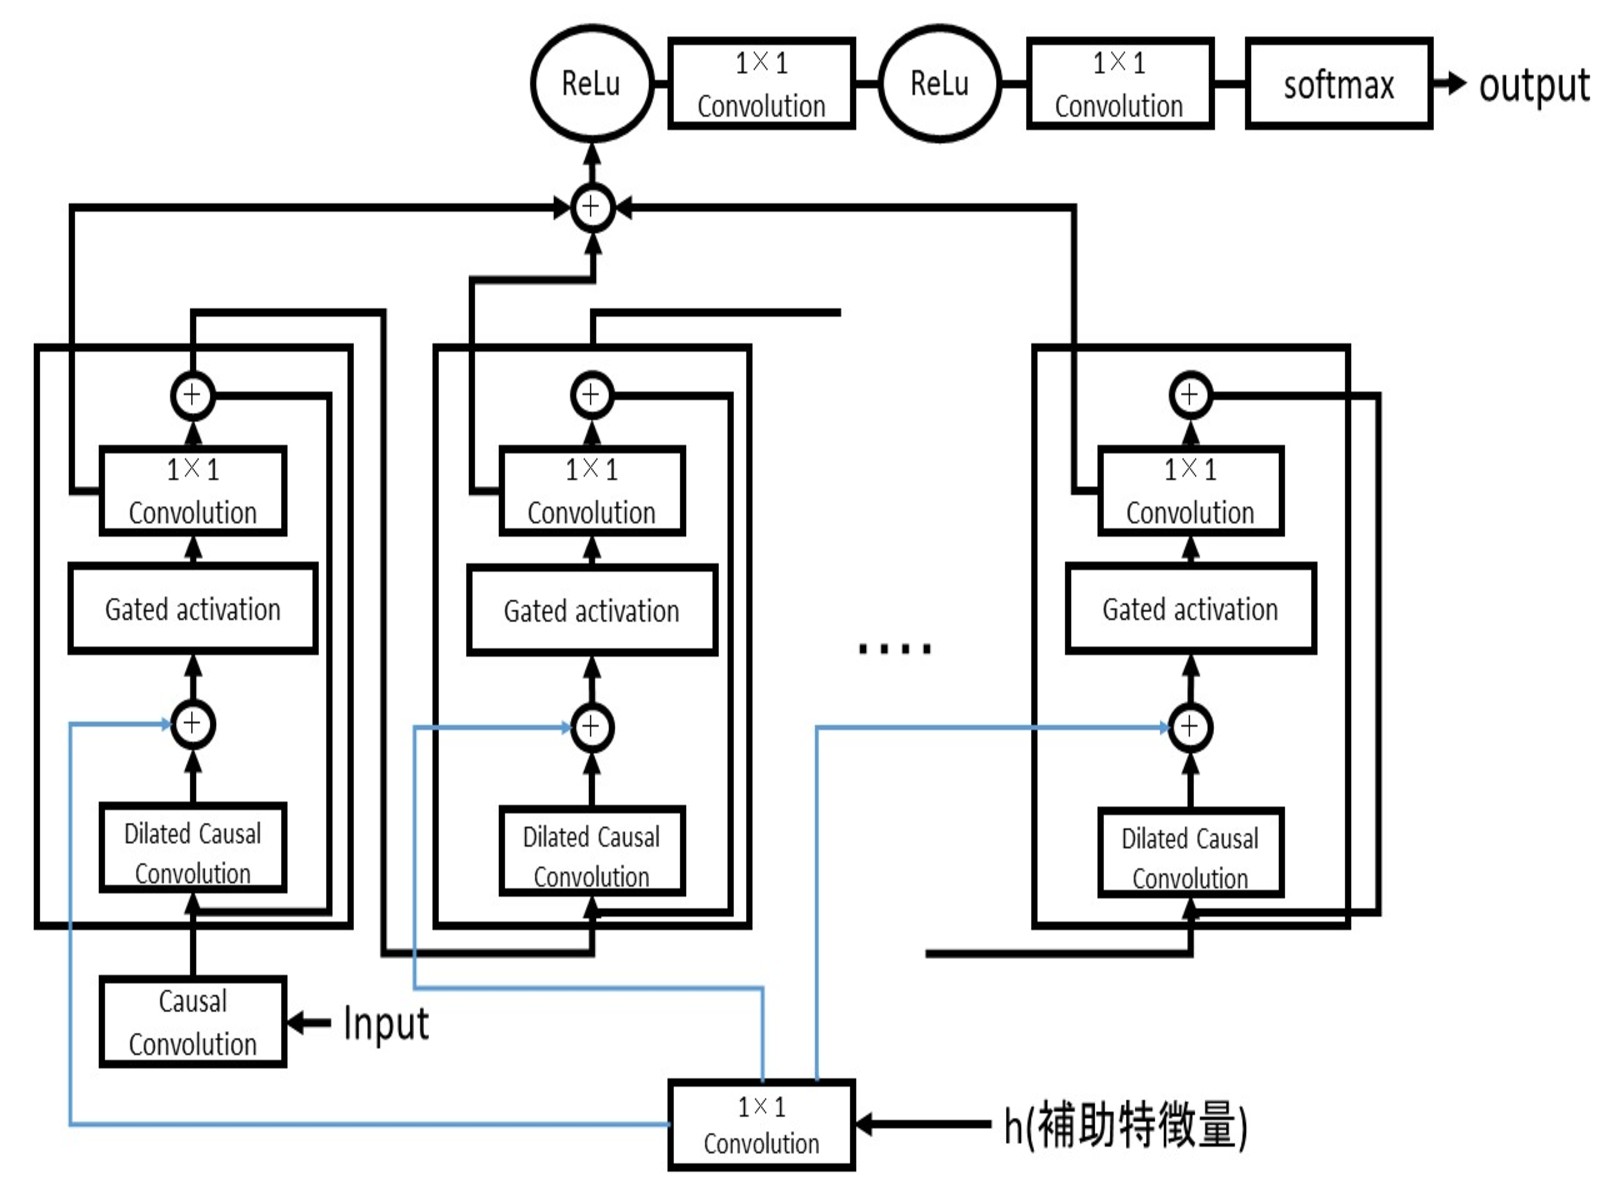 ReLu
1×1
Convolution
ReLu
1×1
Convolution
softmax
output
+
+
1×1
Convolution
Gated activation
+
Dilated Causal
Convolution
Causal
Convolution
Input
+
1×1
Convolution
Gated activation
+
Dilated Causal
Convolution
....
+
1×1
Convolution
Gated activation
+
Dilated Causal
Convolution
1×1
Convolution
h(補助特徴量)